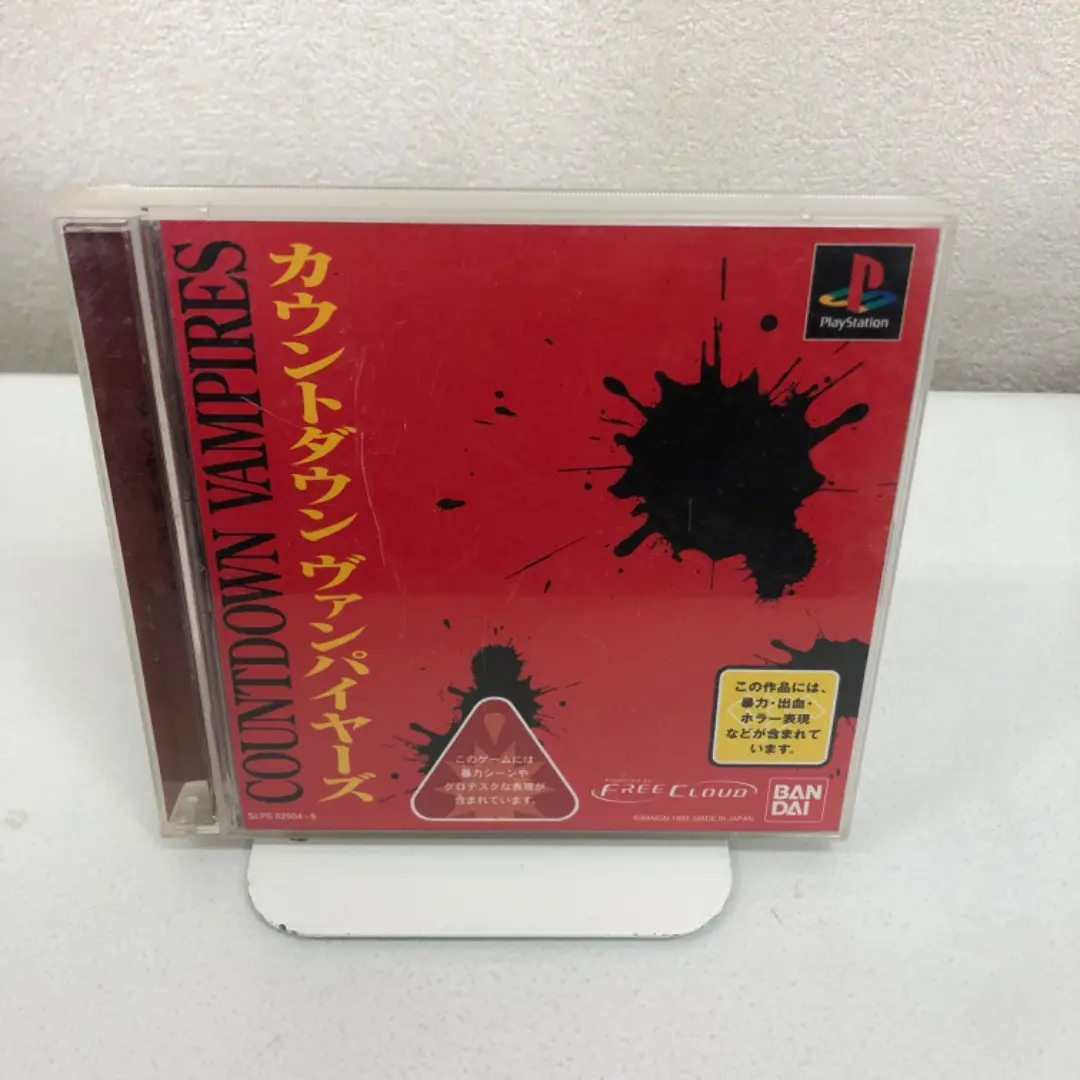 COUNTDOWN VAMPIRES
カウントダウン ヴァンパイヤーズ
PlayStation
この作品には、
暴力・出血・
ホラー表現
などが含まれて
います。
このゲームには
暴力シーンや
グロテスクな表現が
含まれています。
POWERED BY
FREE CLOUD
BAN
DAI
SLPS 02504~5
©BANDAI 1999 MADE IN JAPAN